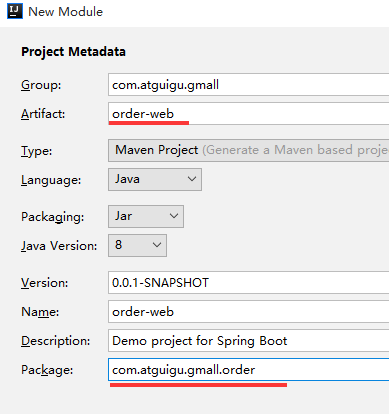 New Module
Project Metadata
Group: com.atguigu.gmall
Artifact: order-web
Type: Maven Project (Generate a Maven based proje
Language: Java
Packaging: Jar
Java Version: 8
Version: 0.0.1-SNAPSHOT
Name: order-web
Description: Demo project for Spring Boot
Package: com.atguigu.gmall.order